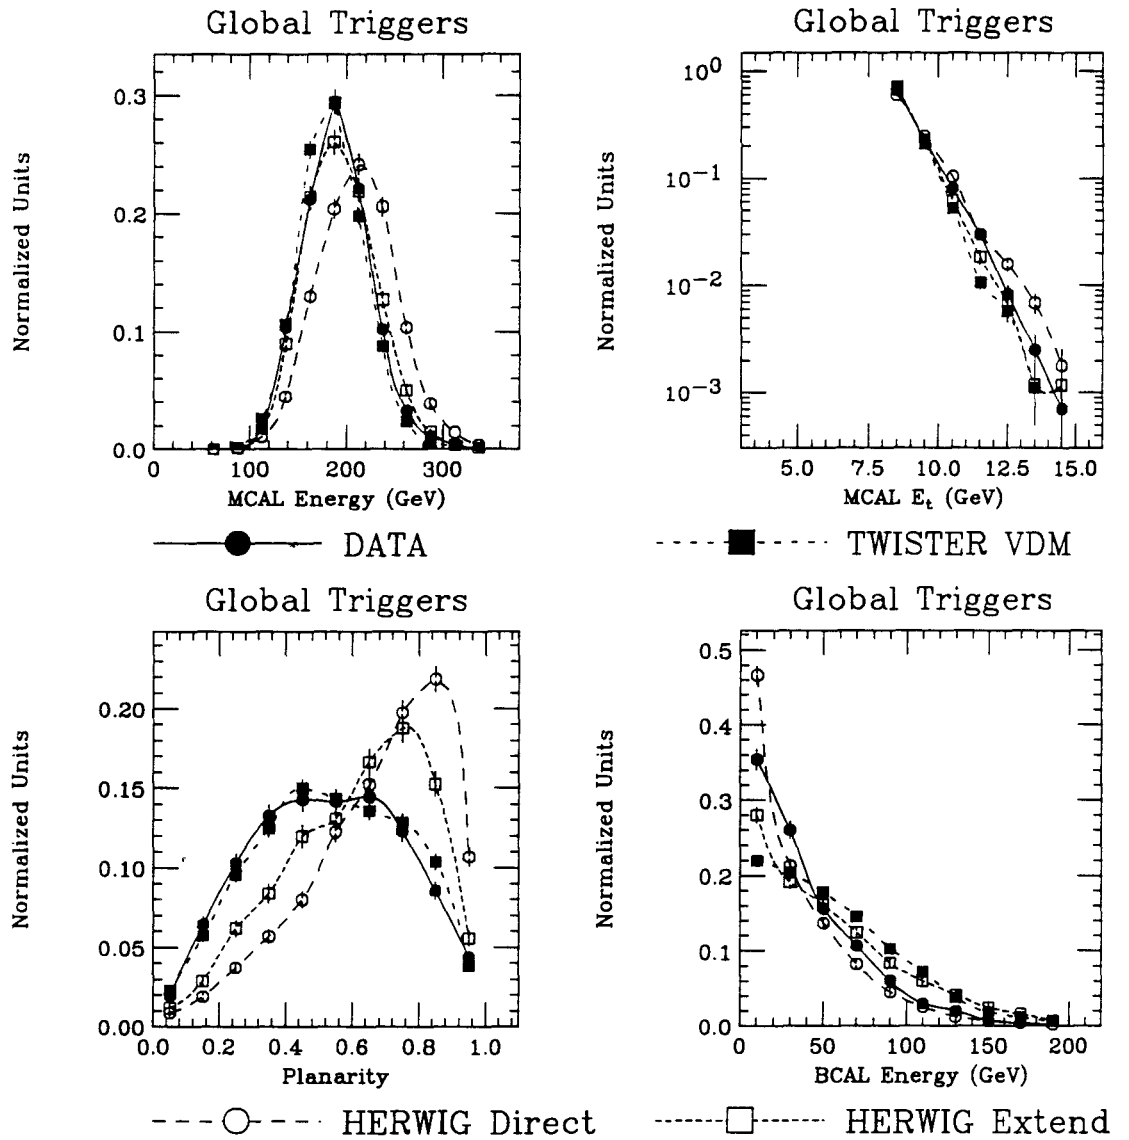 Global Triggers
Global Triggers
Normalized Units
0.3
0.2
0.1
0.0
0 100 200 300
MCAL Energy (GeV)
Normalized Units
10^0
10^-1
10^-2
10^-3
5.0 7.5 10.0 12.5 15.0
MCAL E_t (GeV)
DATA
TWISTER VDM
Global Triggers
Global Triggers
Normalized Units
0.20
0.15
0.10
0.05
0.00
0.0 0.2 0.4 0.6 0.8 1.0
Planarity
Normalized Units
0.5
0.4
0.3
0.2
0.1
0.0
0 50 100 150 200
BCAL Energy (GeV)
HERWIG Direct
HERWIG Extend